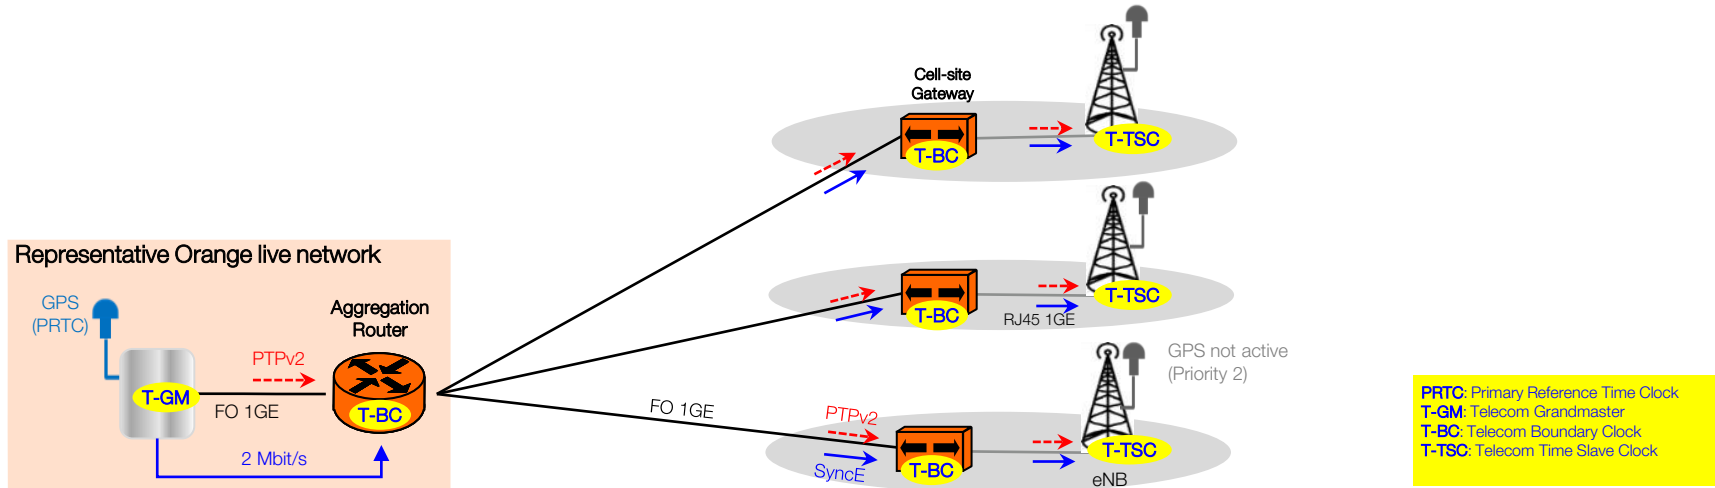 Cell-site
Gateway
T-BC
T-TSC
T-BC
T-TSC
RJ45 1GE
Representative Orange live network
GPS
(PRTC)
Aggregation
Router
PTPv2
T-GM
FO 1GE
T-BC
2 Mbit/s
FO 1GE
GPS not active
(Priority 2)
PTPv2
SyncE
T-BC
T-TSC
eNB
PRTC: Primary Reference Time Clock
T-GM: Telecom Grandmaster
T-BC: Telecom Boundary Clock
T-TSC: Telecom Time Slave Clock